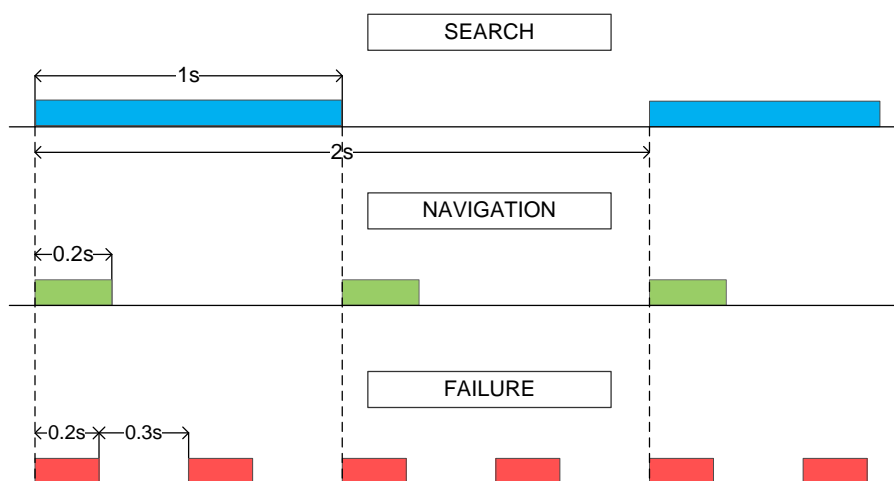 SEARCH
1s
2s
NAVIGATION
0.2s
FAILURE
0.2s 0.3s